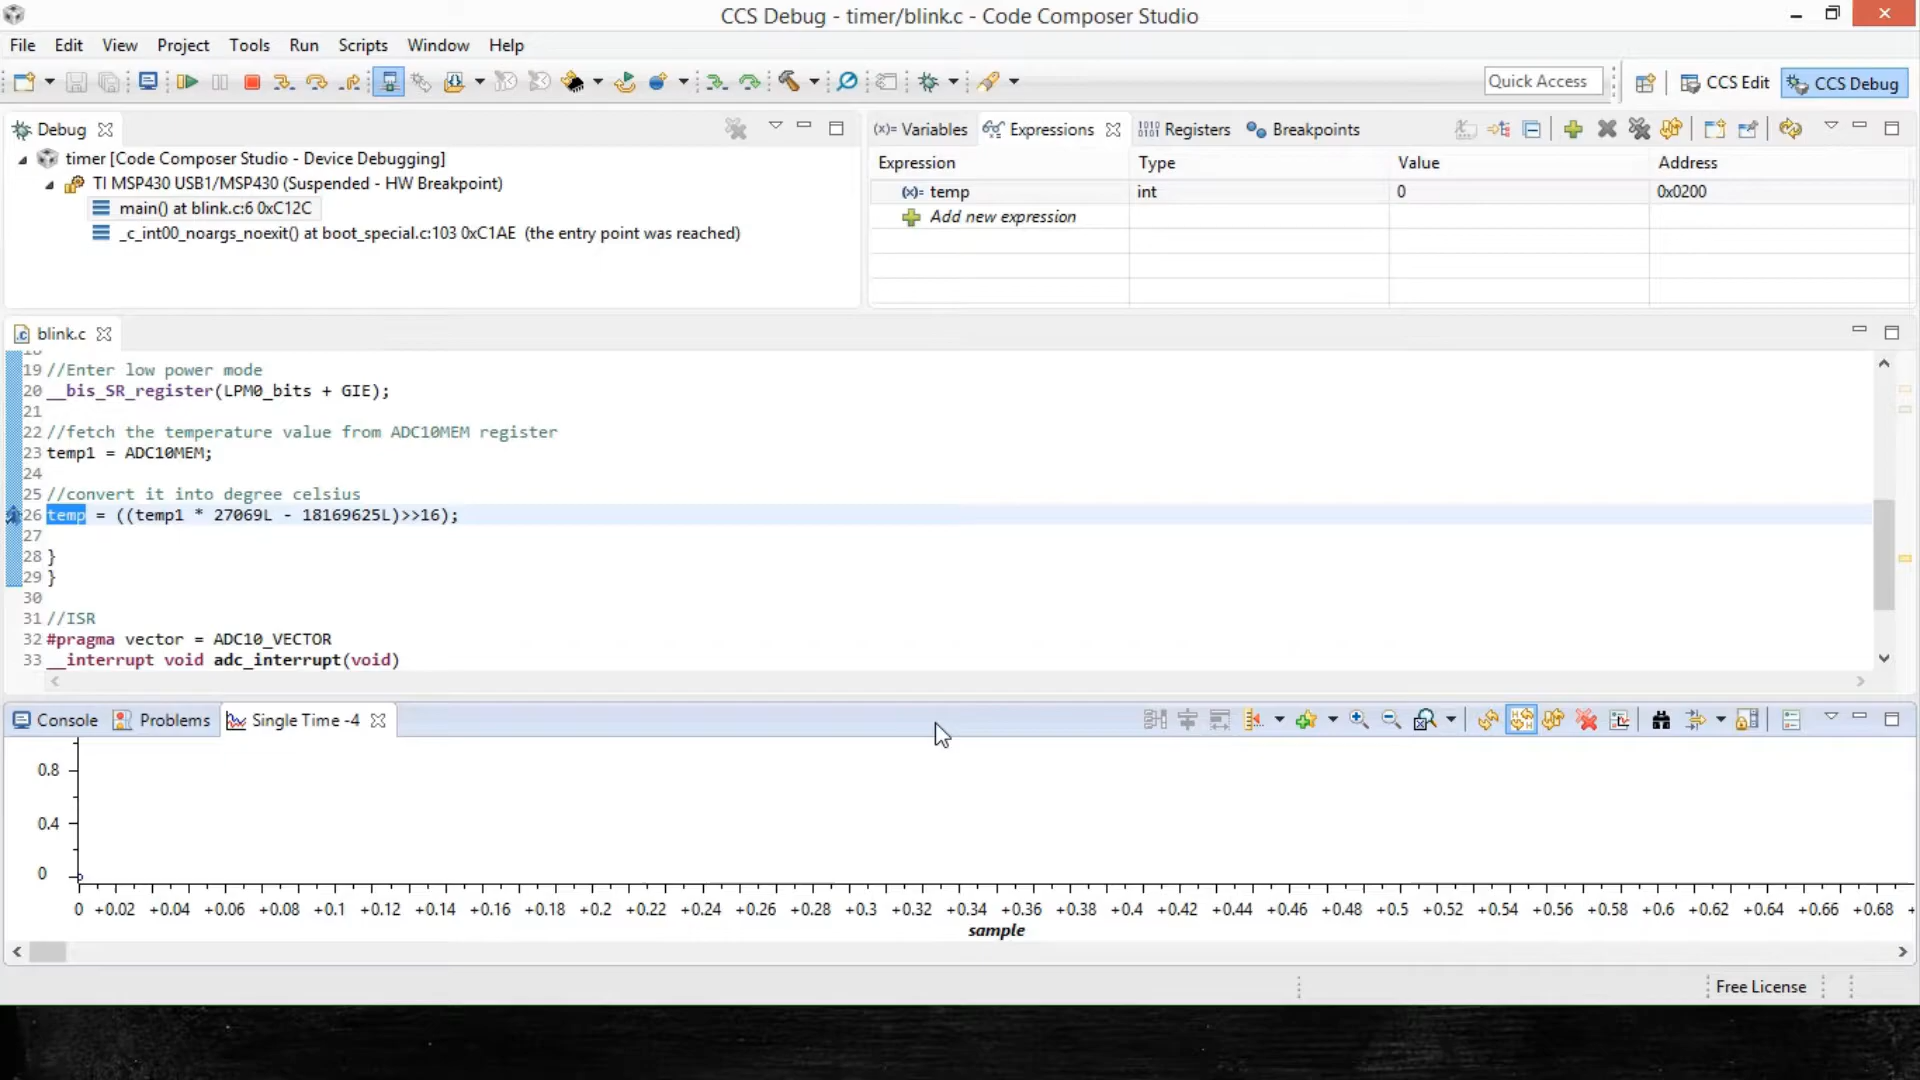 CCS Debug - timer/blink.c - Code Composer Studio
File Edit View Project Tools Run Scripts Window Help
Quick Access CCS Edit CCS Debug
Debug
timer [Code Composer Studio - Device Debugging]
TI MSP430 USB1/MSP430 (Suspended - HW Breakpoint)
main() at blink.c:6 0xC12C
_c_int00_noargs_noexit() at boot_special.c:103 0xC1AE (the entry point was reached)
(x)= Variables Expressions 1010 0101 Registers Breakpoints
Expression Type Value Address
(x)= temp int 0 0x0200
Add new expression
blink.c
18
19 //Enter low power mode
20 __bis_SR_register(LPM0_bits + GIE);
21
22 //fetch the temperature value from ADC10MEM register
23 temp1 = ADC10MEM;
24
25 //convert it into degree celsius
26 temp = ((temp1 * 27069L - 18169625L)>>16);
27
28 }
29 }
30
31 //ISR
32 #pragma vector = ADC10_VECTOR
33 __interrupt void adc_interrupt(void)
Console Problems Single Time -4
0.8
0.4
0
0 +0.02 +0.04 +0.06 +0.08 +0.1 +0.12 +0.14 +0.16 +0.18 +0.2 +0.22 +0.24 +0.26 +0.28 +0.3 +0.32 +0.34 +0.36 +0.38 +0.4 +0.42 +0.44 +0.46 +0.48 +0.5 +0.52 +0.54 +0.56 +0.58 +0.6 +0.62 +0.64 +0.66 +0.68 +
sample
Free License